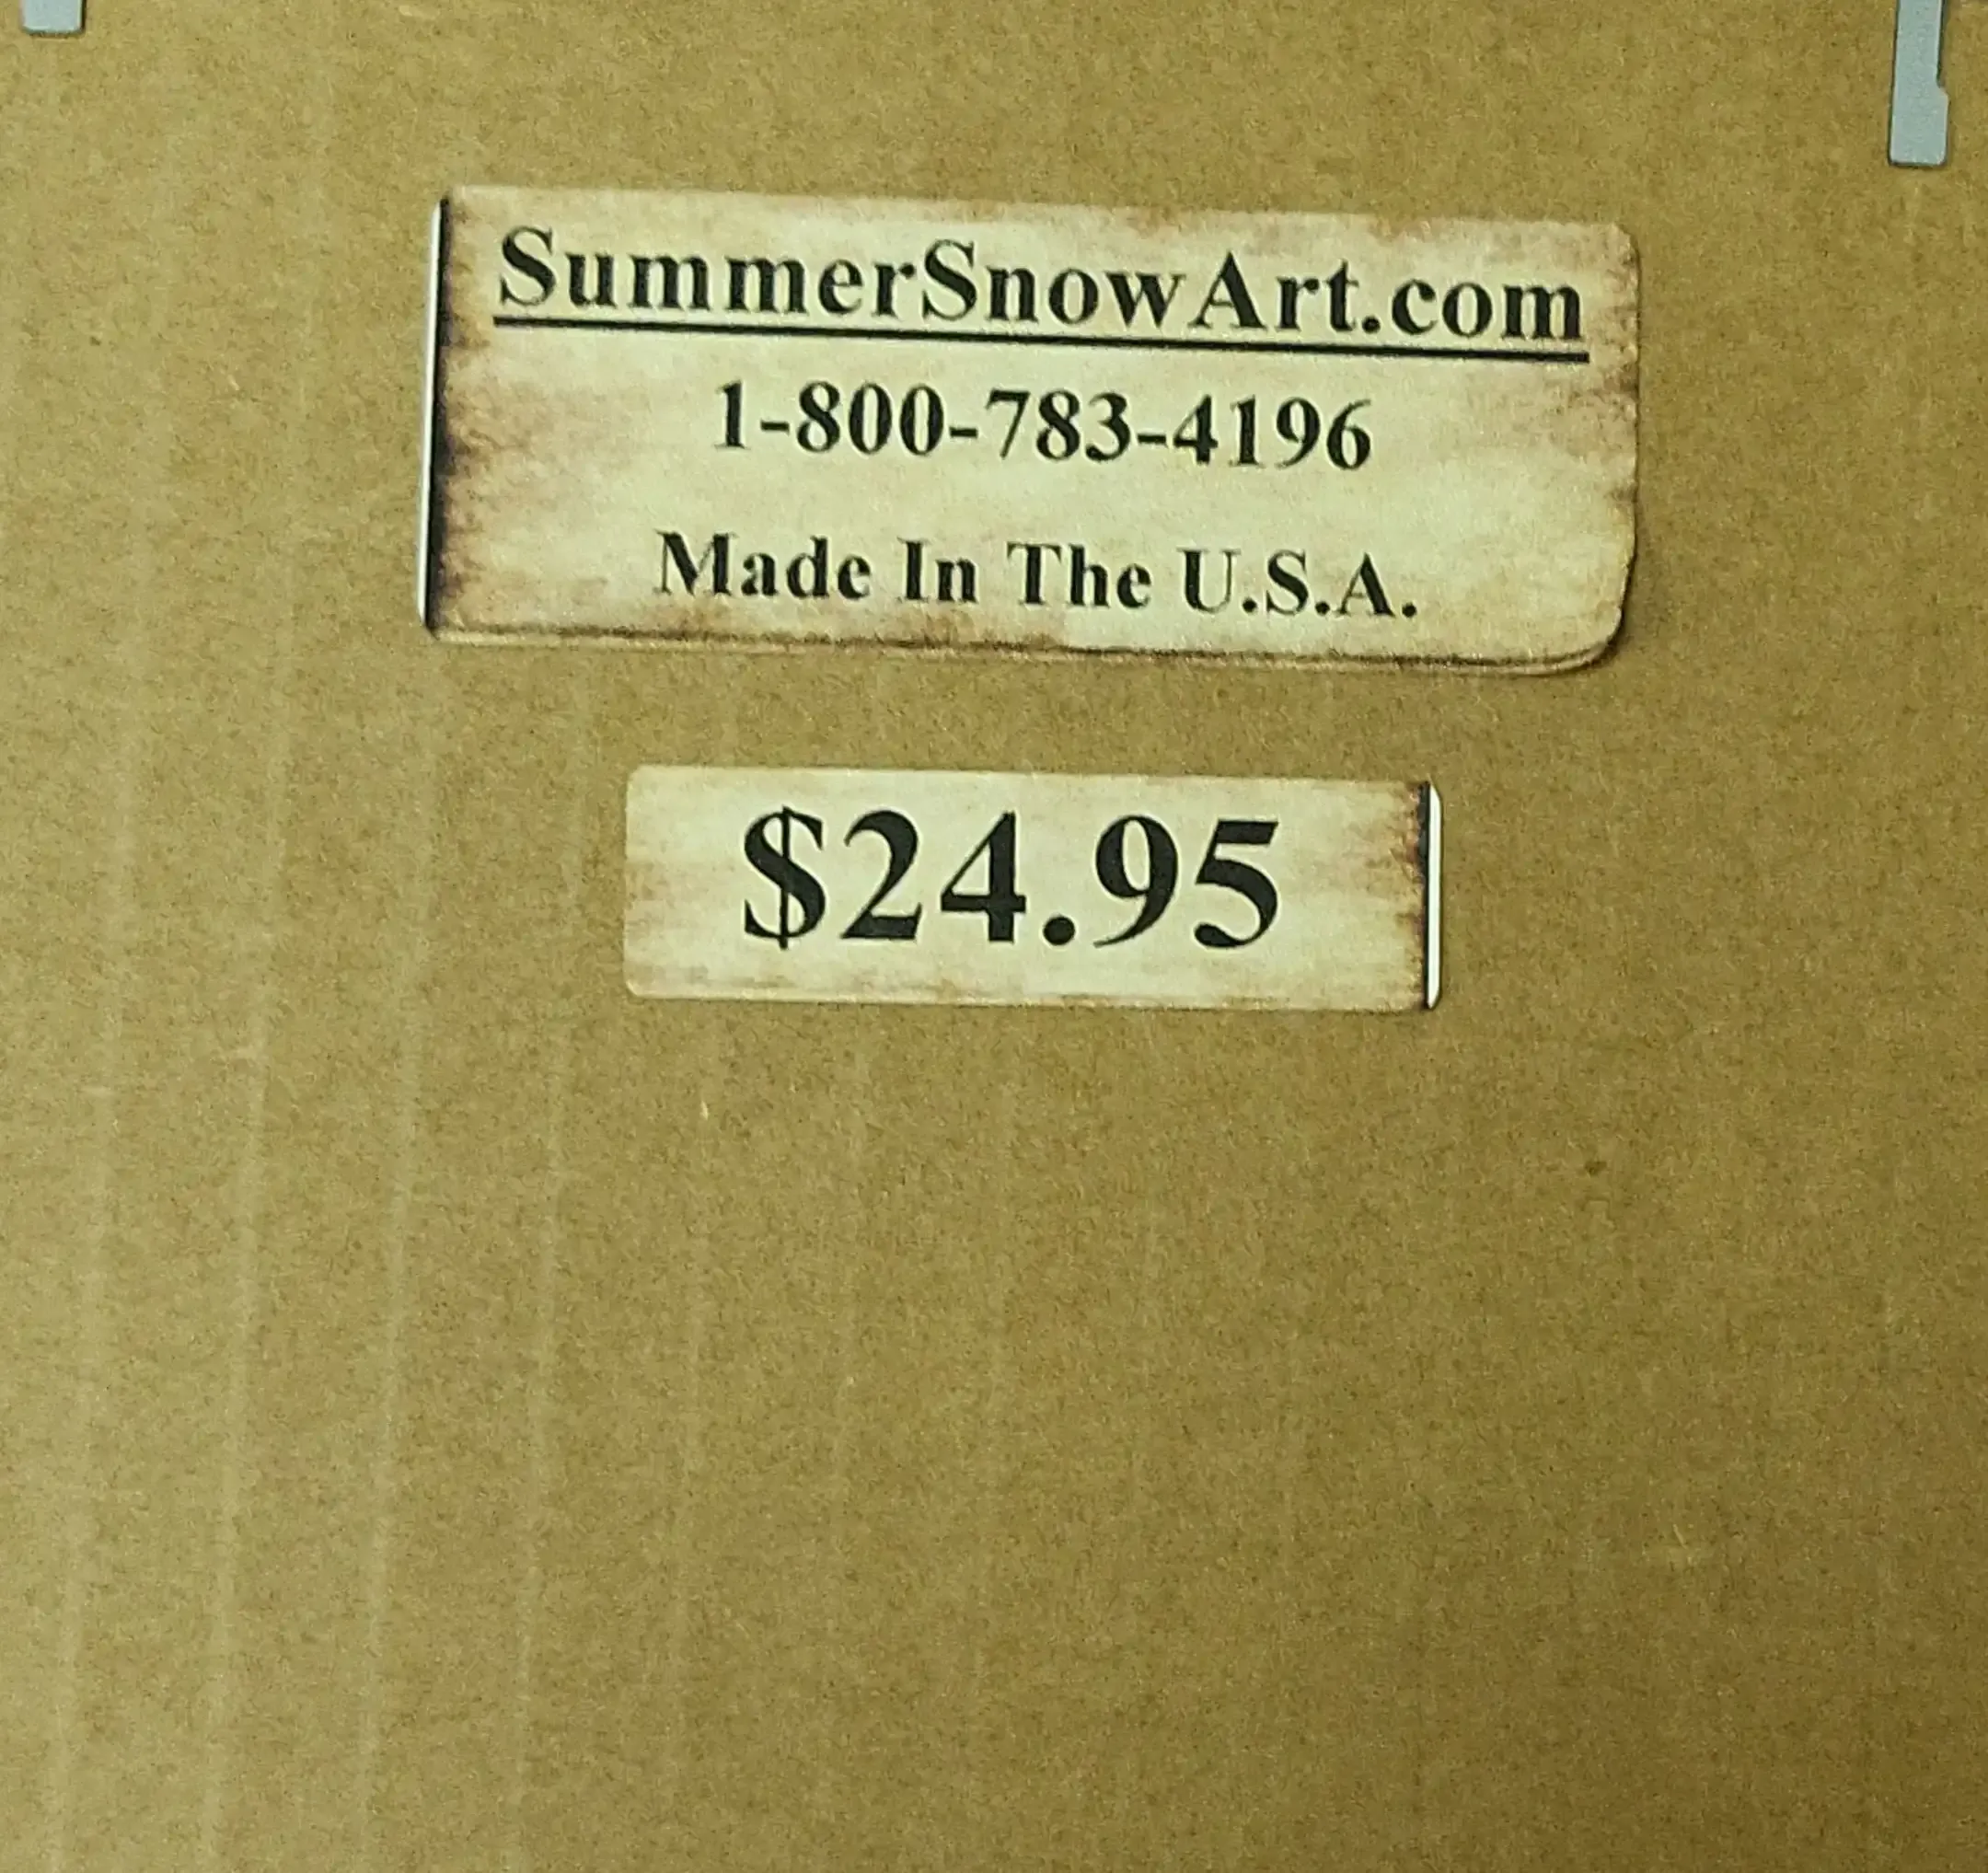 SummerSnowArt.com
1-800-783-4196
Made In The U.S.A.
$24.95